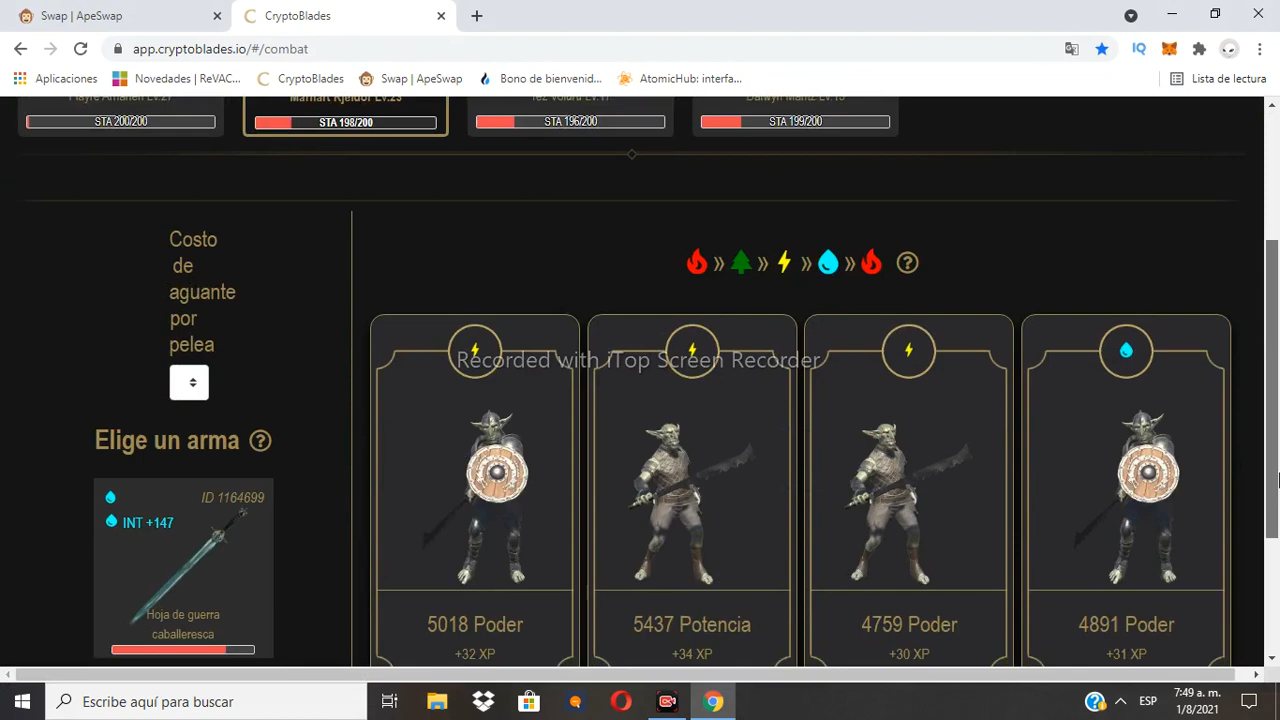 Swap | ApeSwap
CryptoBlades
app.cryptoblades.io/#/combat
Aplicaciones
Novedades | ReVAC...
CryptoBlades
Swap | ApeSwap
Bono de bienvenid...
AtomicHub: interfa...
Lista de lectura
STA 200/200
STA 198/200
STA 196/200
STA 199/200
Costo
de
aguante
por
pelea
Elige un arma
ID 1164699
INT +147
Hoja de guerra
caballeresca
Recorded with iTop Screen Recorder
5018 Poder
+32 XP
5437 Potencia
+34 XP
4759 Poder
+30 XP
4891 Poder
+31 XP
Escribe aquí para buscar
ESP
7:49 a. m.
1/8/2021